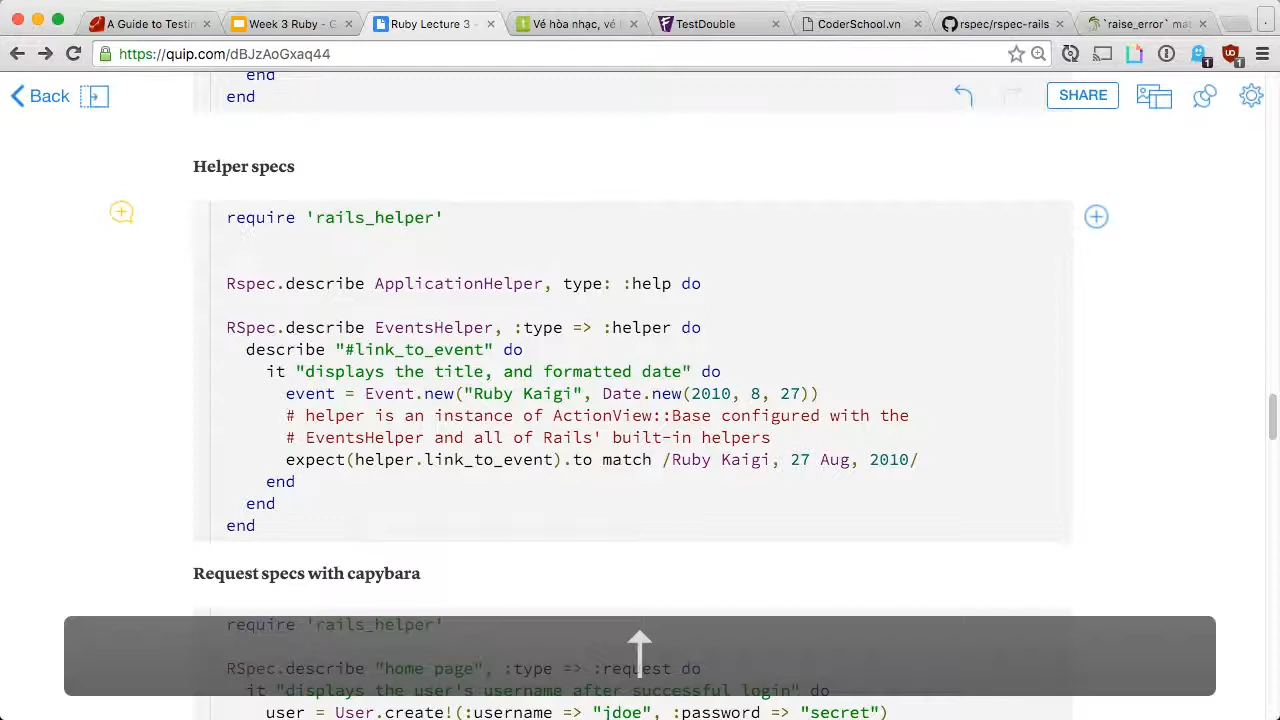 A Guide to Testin
Week 3 Ruby - G
Ruby Lecture 3 -
Vé hòa nhạc, vé l
TestDouble
CoderSchool.vn
rspec/rspec-rails
`raise_error` mat
https://quip.com/dBJzAoGxaq44
Back
SHARE
end
end
Helper specs
require 'rails_helper'
Rspec.describe ApplicationHelper, type: :help do
RSpec.describe EventsHelper, :type => :helper do
describe "#link_to_event" do
it "displays the title, and formatted date" do
event = Event.new("Ruby Kaigi", Date.new(2010, 8, 27))
# helper is an instance of ActionView::Base configured with the
# EventsHelper and all of Rails' built-in helpers
expect(helper.link_to_event).to match /Ruby Kaigi, 27 Aug, 2010/
end
end
end
Request specs with capybara
require 'rails_helper'
RSpec.describe "home page", :type => :request do
it "displays the user's username after successful login" do
user = User.create!(:username => "jdoe", :password => "secret")